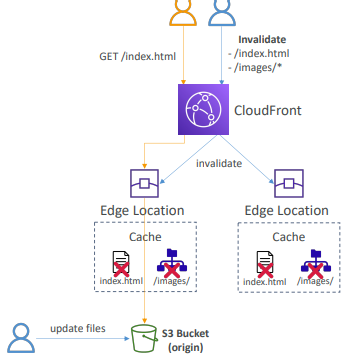 Invalidate
- /index.html
- /images/*
GET /index.html
CloudFront
invalidate
Edge Location
Edge Location
Cache
Cache
index.html
/images/
index.html
/images/
update files
S3 Bucket
(origin)